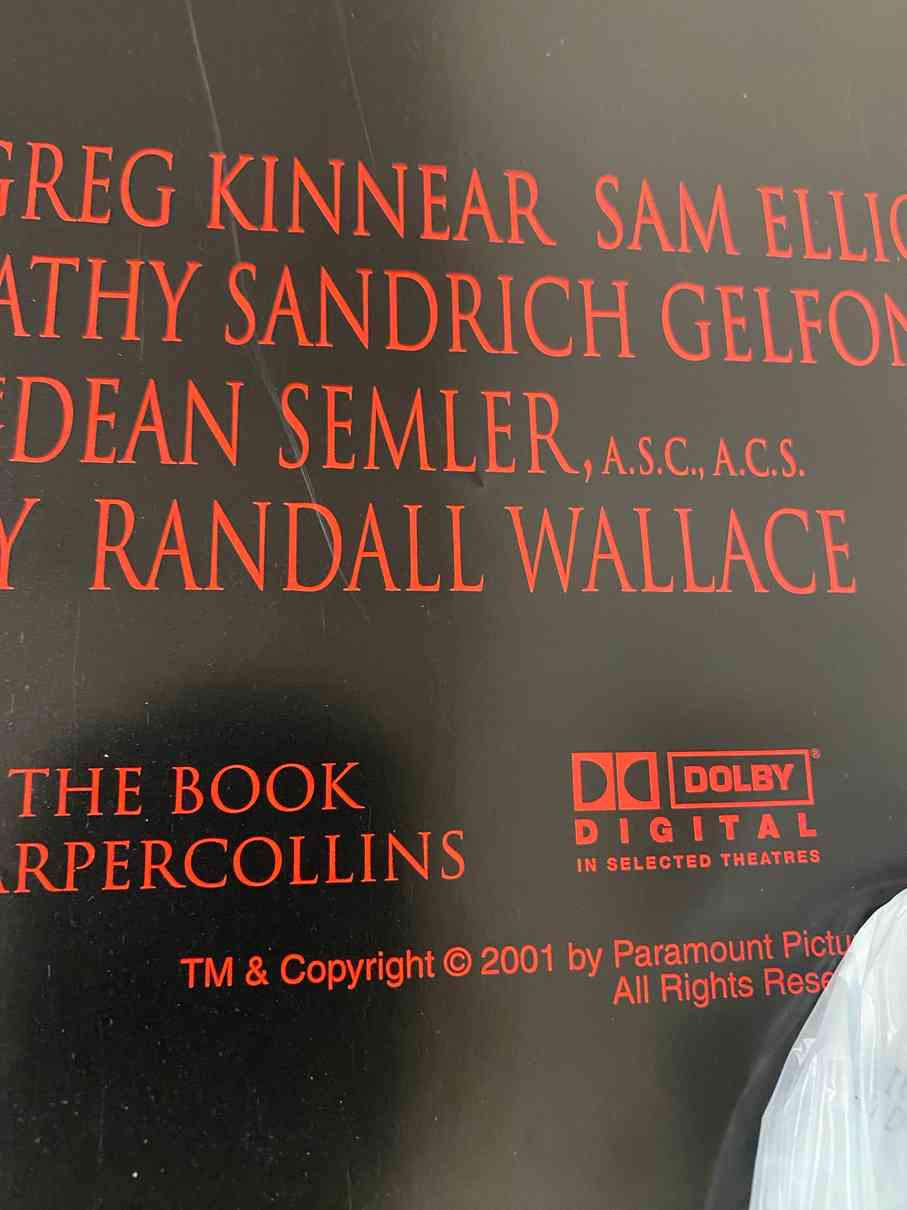 GREG KINNEAR SAM ELLIO
ATHY SANDRICH GELFON
DEAN SEMLER, A.S.C., A.C.S.
Y RANDALL WALLACE
THE BOOK
ARPERCOLLINS
DOLBY®
DIGITAL
IN SELECTED THEATRES
TM & Copyright © 2001 by Paramount Pictu
All Rights Rese